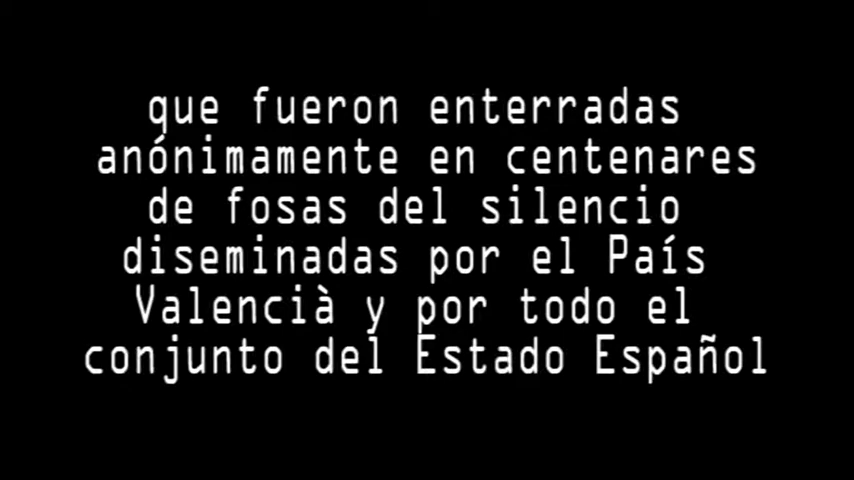 que fueron enterradas
anónimamente en centenares
de fosas del silencio
diseminadas por el País
Valencià y por todo el
conjunto del Estado Español